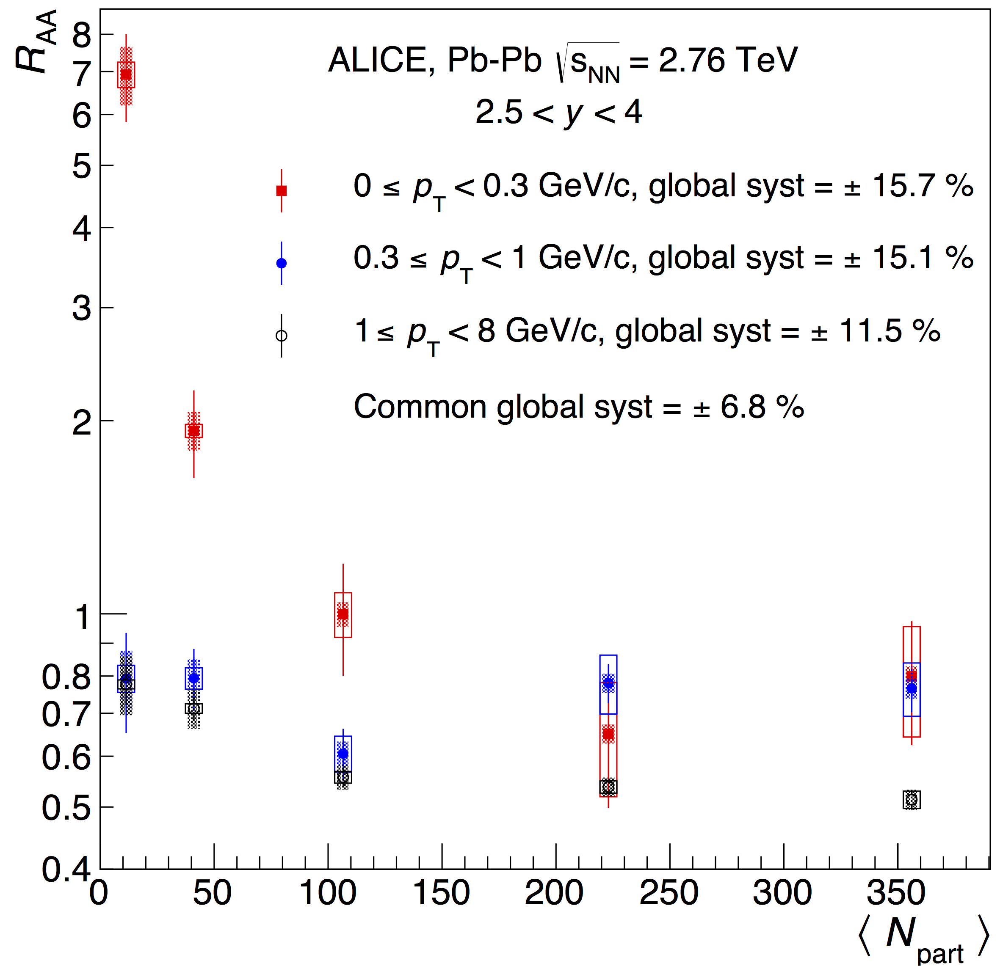 R_AA
ALICE, Pb-Pb √s_NN = 2.76 TeV
2.5 < y < 4
0 ≤ p_T < 0.3 GeV/c, global syst = ± 15.7 %
0.3 ≤ p_T < 1 GeV/c, global syst = ± 15.1 %
1 ≤ p_T < 8 GeV/c, global syst = ± 11.5 %
Common global syst = ± 6.8 %
8
7
6
5
4
3
2
1
0.8
0.7
0.6
0.5
0.4
0 50 100 150 200 250 300 350
⟨ N_part ⟩